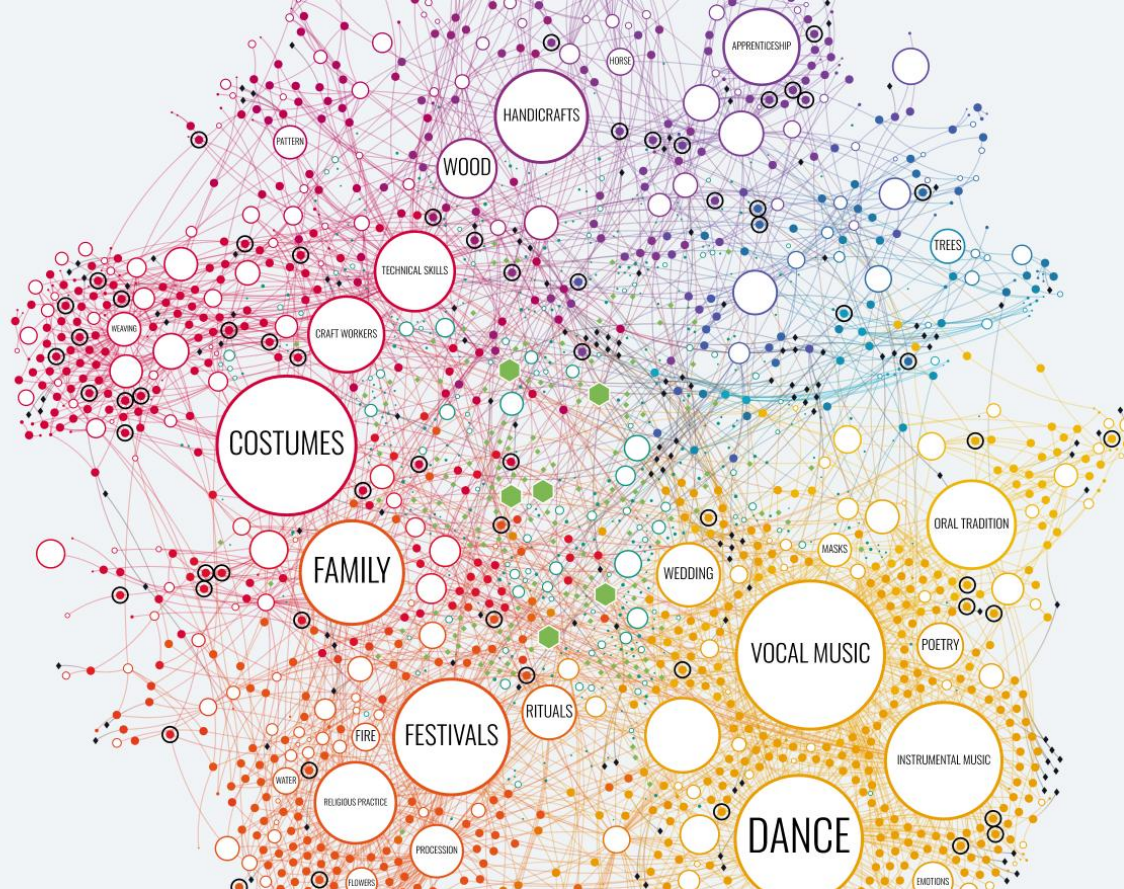 APPRENTICESHIP
HORSE
HANDICRAFTS
PATTERN
WOOD
TREES
TECHNICAL SKILLS
WEAVING
CRAFT WORKERS
COSTUMES
ORAL TRADITION
MASKS
FAMILY
WEDDING
POETRY
VOCAL MUSIC
RITUALS
FESTIVALS
FIRE
INSTRUMENTAL MUSIC
WATER
RELIGIOUS PRACTICE
DANCE
PROCESSION
FLOWERS
EMOTIONS